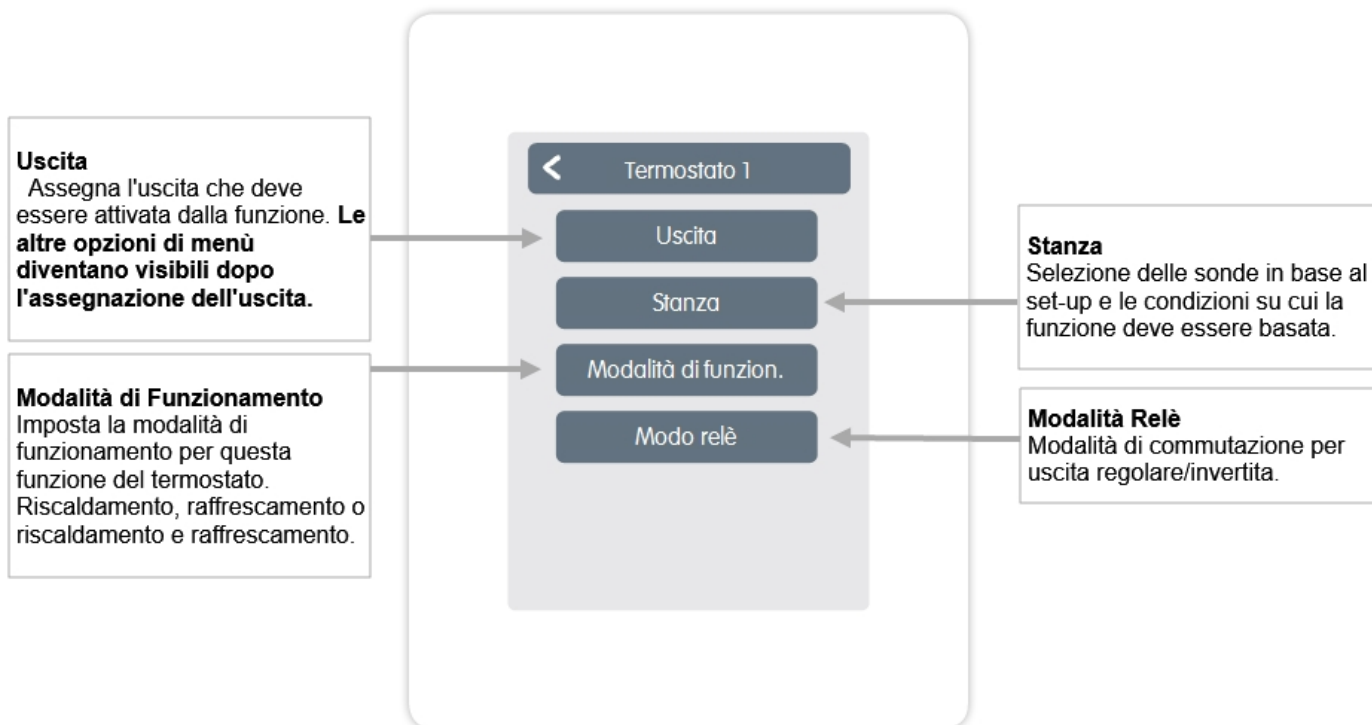 Uscita
Assegna l'uscita che deve
essere attivata dalla funzione. Le
altre opzioni di menù
diventano visibili dopo
l'assegnazione dell'uscita.
Modalità di Funzionamento
Imposta la modalità di
funzionamento per questa
funzione del termostato.
Riscaldamento, raffrescamento o
riscaldamento e raffrescamento.
Termostato 1
Uscita
Stanza
Modalità di funzion.
Modo relè
Stanza
Selezione delle sonde in base al
set-up e le condizioni su cui la
funzione deve essere basata.
Modalità Relè
Modalità di commutazione per
uscita regolare/invertita.